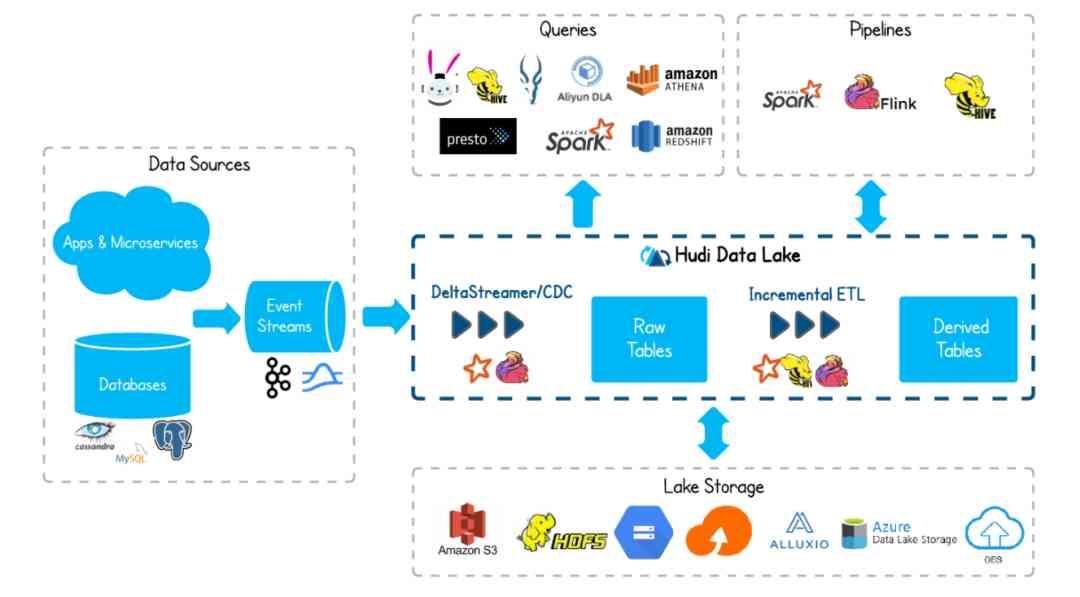 Queries
HIVE
Aliyun DLA
amazon
ATHENA
presto
APACHE
Spark
amazon
REDSHIFT
Pipelines
APACHE
Spark
Flink
HIVE
Data Sources
Apps & Microservices
Databases
cassandra
MySQL
Event
Streams
Hudi Data Lake
DeltaStreamer/CDC
Raw
Tables
Incremental ETL
Derived
Tables
Lake Storage
Amazon S3
HDFS
ALLUXIO
Azure
Data Lake Storage